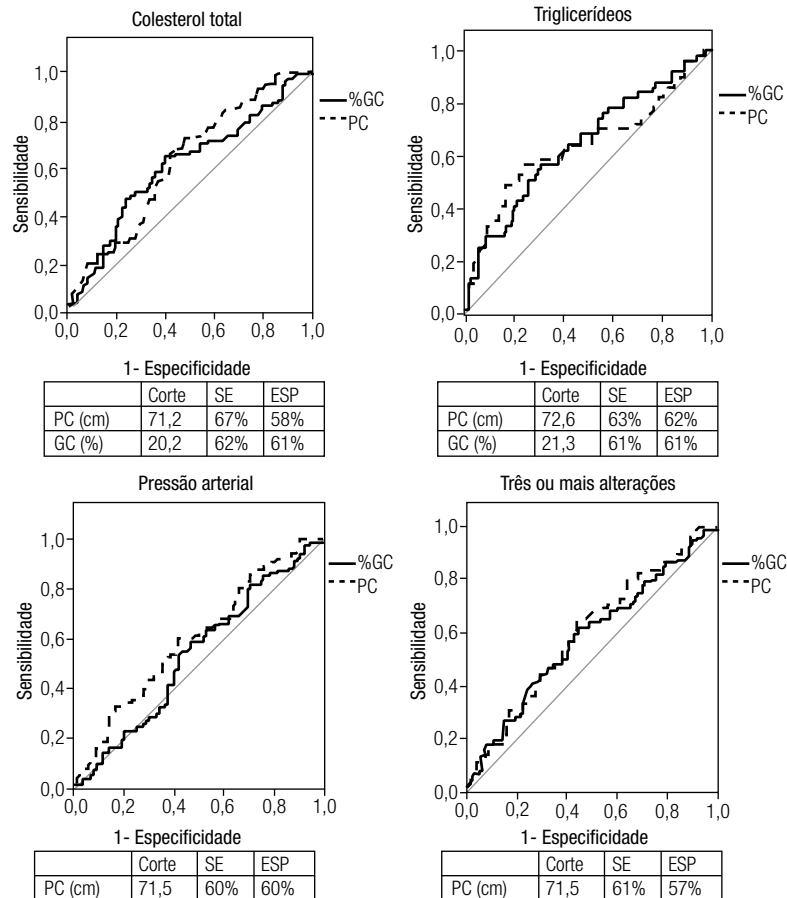 Colesterol total
1,0
0,8
0,6
0,4
0,2
0,0
Sensibilidade
0,0 0,2 0,4 0,6 0,8 1,0
%GC
PC
1- Especificidade
Corte SE ESP
PC (cm) 71,2 67% 58%
GC (%) 20,2 62% 61%
Triglicerídeos
1,0
0,8
0,6
0,4
0,2
0,0
Sensibilidade
0,0 0,2 0,4 0,6 0,8 1,0
%GC
PC
1- Especificidade
Corte SE ESP
PC (cm) 72,6 63% 62%
GC (%) 21,3 61% 61%
Pressão arterial
1,0
0,8
0,6
0,4
0,2
0,0
Sensibilidade
0,0 0,2 0,4 0,6 0,8 1,0
%GC
PC
1- Especificidade
Corte SE ESP
PC (cm) 71,5 60% 60%
Três ou mais alterações
1,0
0,8
0,6
0,4
0,2
0,0
Sensibilidade
0,0 0,2 0,4 0,6 0,8 1,0
%GC
PC
1- Especificidade
Corte SE ESP
PC (cm) 71,5 61% 57%